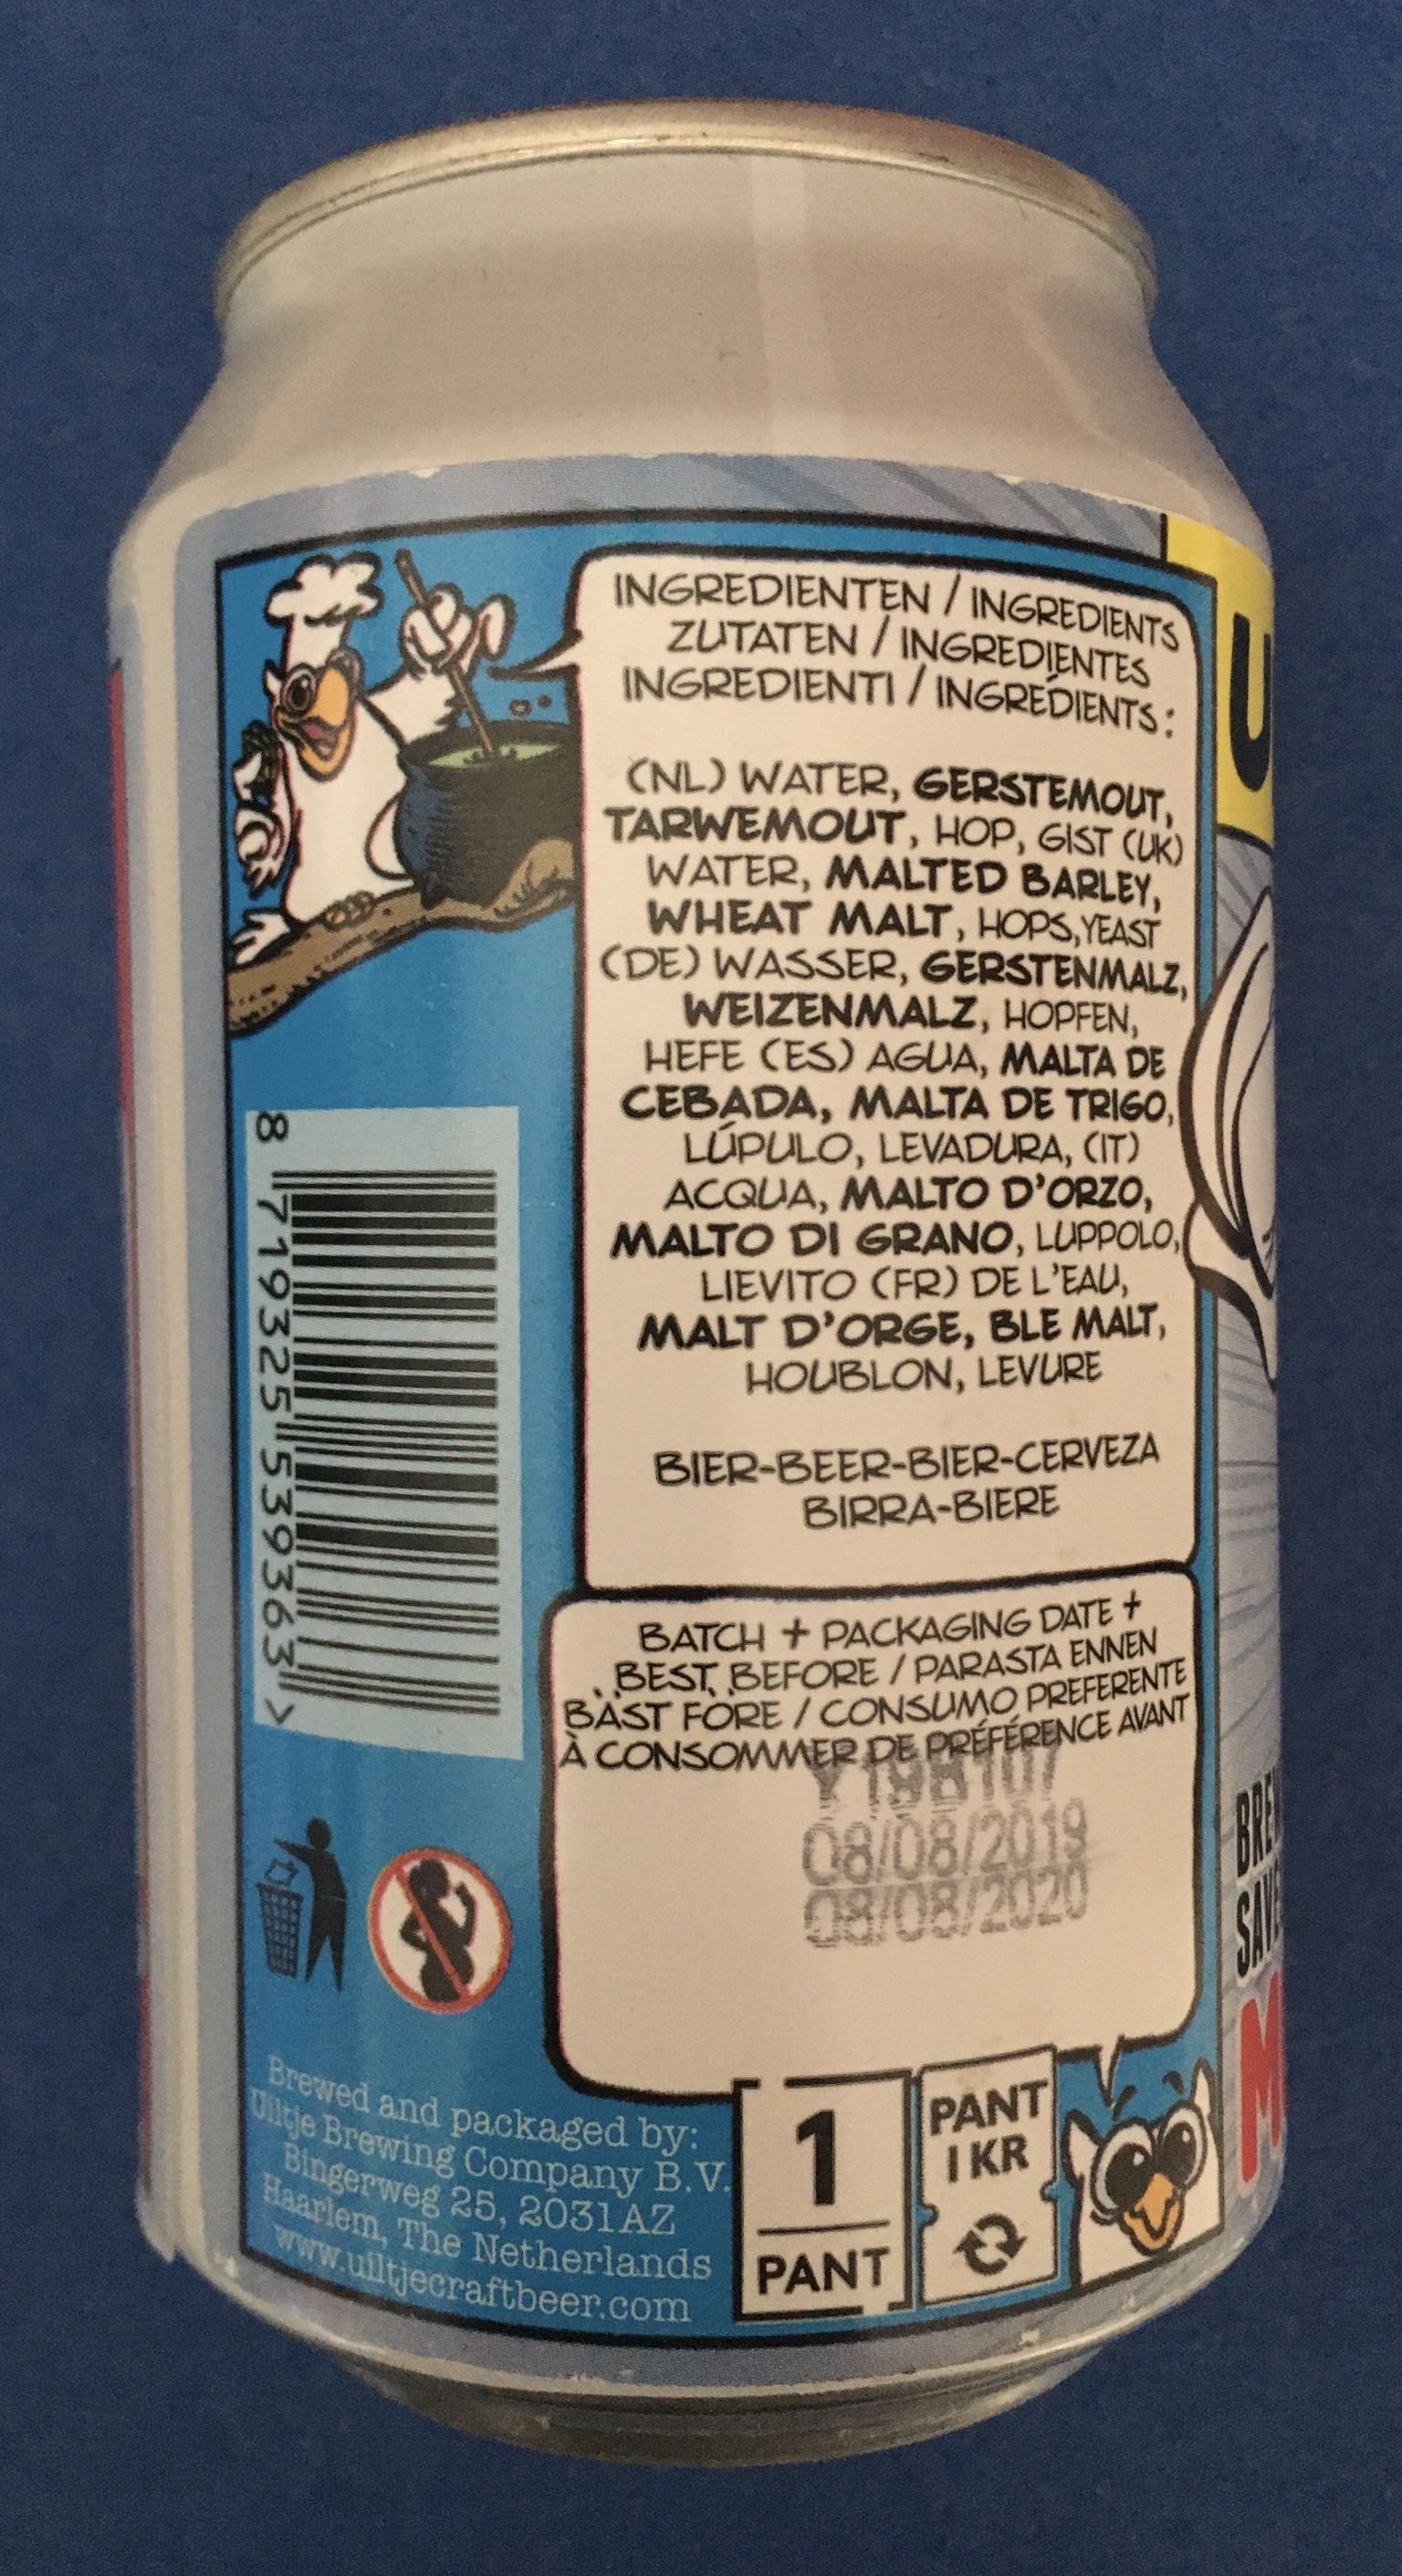 INGREDIENTEN / INGREDIENTS
ZUTATEN / INGREDIENTES
INGREDIENTI / INGRÉDIENTS:
(NL) WATER, GERSTEMOUT,
TARWEMOUT, HOP, GIST (UK)
WATER, MALTED BARLEY,
WHEAT MALT, HOPS, YEAST
(DE) WASSER, GERSTENMALZ,
WEIZENMALZ, HOPFEN,
HEFE (ES) AGUA, MALTA DE
CEBADA, MALTA DE TRIGO,
LÚPULO, LEVADURA, (IT)
ACQUA, MALTO D'ORZO,
MALTO DI GRANO, LUPPOLO,
LIEVITO (FR) DE L'EAU,
MALT D'ORGE, BLE MALT,
HOUBLON, LEVURE
BIER-BEER-BIER-CERVEZA
BIRRA-BIERE
8 719325 539363 >
BATCH + PACKAGING DATE +
BEST BEFORE / PARASTA ENNEN
BÄST FÖRE / CONSUMO PREFERENTE
À CONSOMMER DE PRÉFÉRENCE AVANT
08/08/2019
08/08/2020
Brewed and packaged by:
Uiltje Brewing Company B.V.
Bingerweg 25, 2031AZ
Haarlem, The Netherlands
www.uiltjecraftbeer.com
1
PANT
PANT
1 KR
U
BREW
SAVE
M